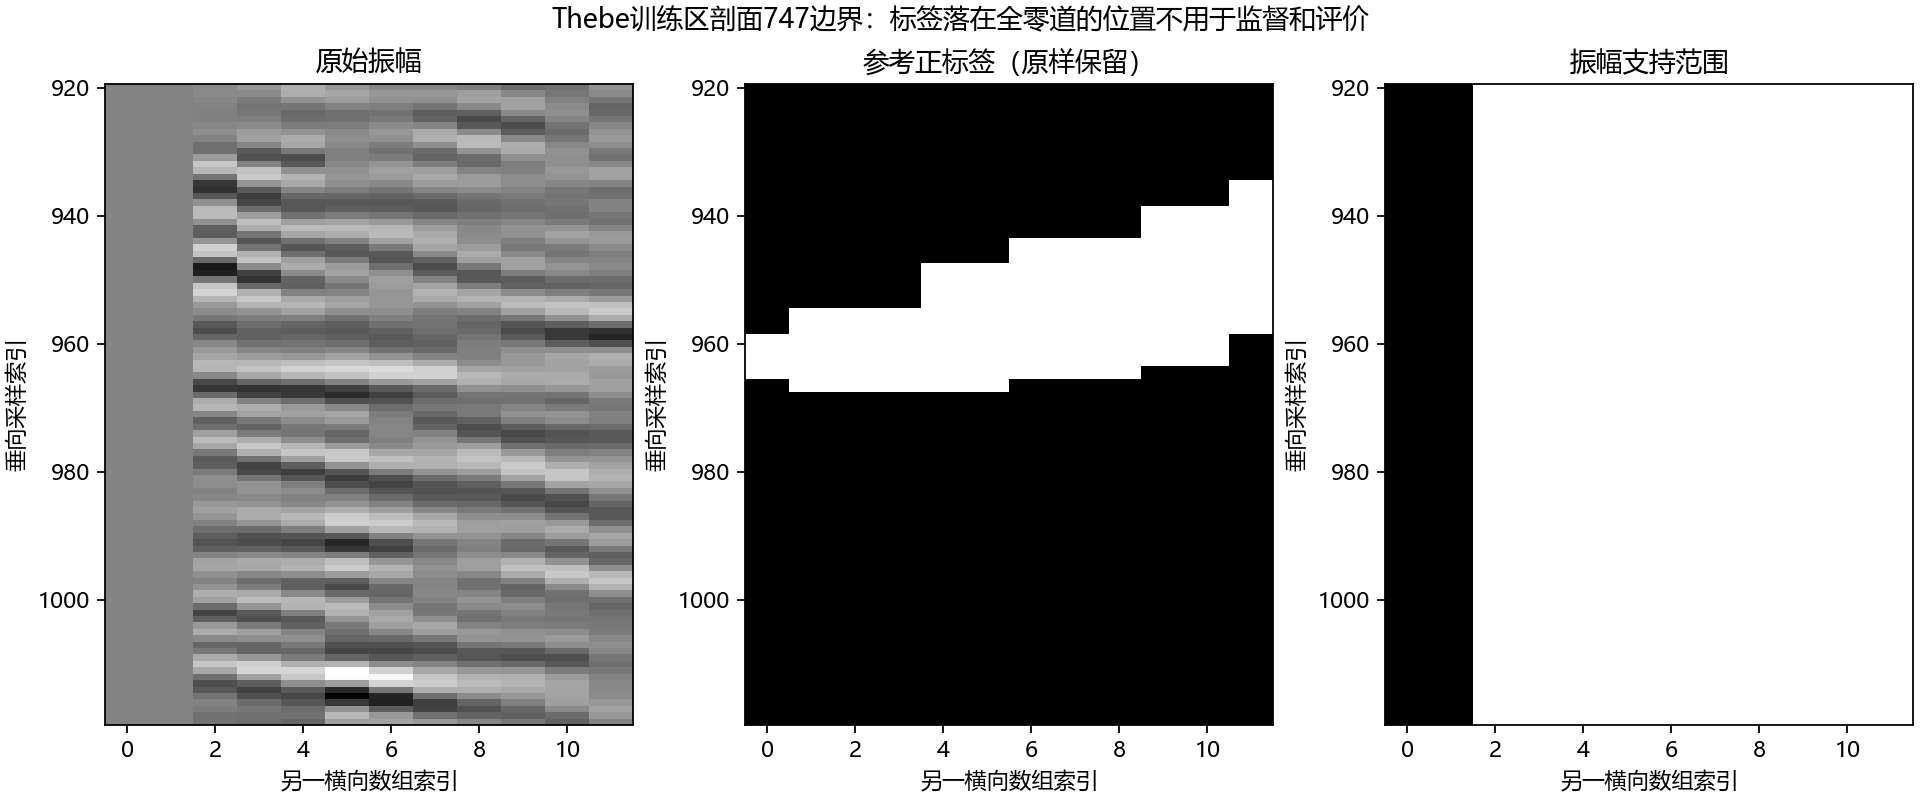 Thebe训练区剖面747边界：标签落在全零道的位置不用于监督和评价
原始振幅
920
940
960
980
1000
垂向采样索引
0 2 4 6 8 10
另一横向数组索引
参考正标签（原样保留）
920
940
960
980
1000
垂向采样索引
0 2 4 6 8 10
另一横向数组索引
振幅支持范围
920
940
960
980
1000
垂向采样索引
0 2 4 6 8 10
另一横向数组索引